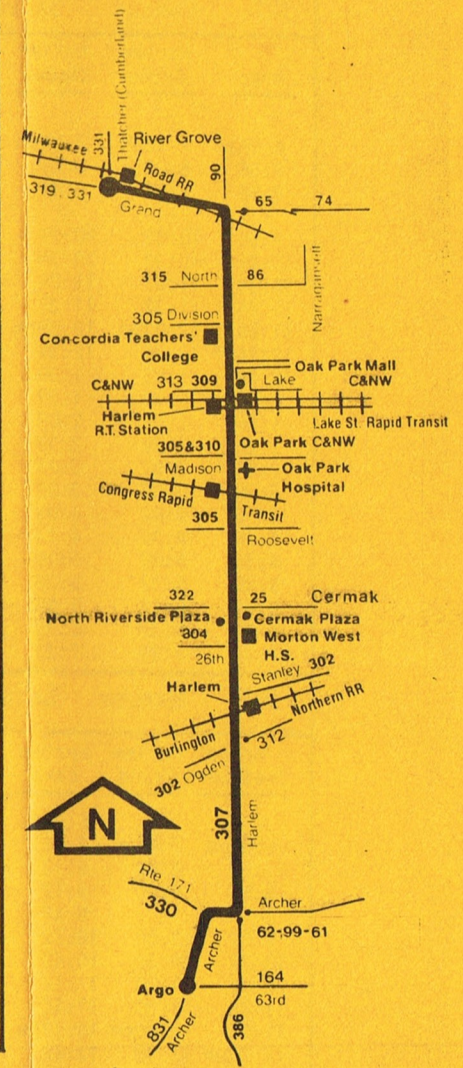 Thatcher (Cumberland)
Milwaukee
331
River Grove
Road RR
90
319, 331
Grand
65
74
315
North
86
Narragansett
305
Division
Concordia Teachers'
College
Oak Park Mall
C&NW
313
309
Lake
C&NW
Harlem
R.T. Station
Lake St. Rapid Transit
305&310
Oak Park C&NW
Madison
Oak Park
Hospital
Congress Rapid
Transit
305
Roosevelt
322
25
Cermak
North Riverside Plaza
Cermak Plaza
304
Morton West
H.S.
26th
Stanley
302
Harlem
Northern RR
Burlington
312
302
Ogden
N
307
Harlem
Rte. 171
330
Archer
62-99-61
Archer
Argo
164
63rd
831
Archer
386